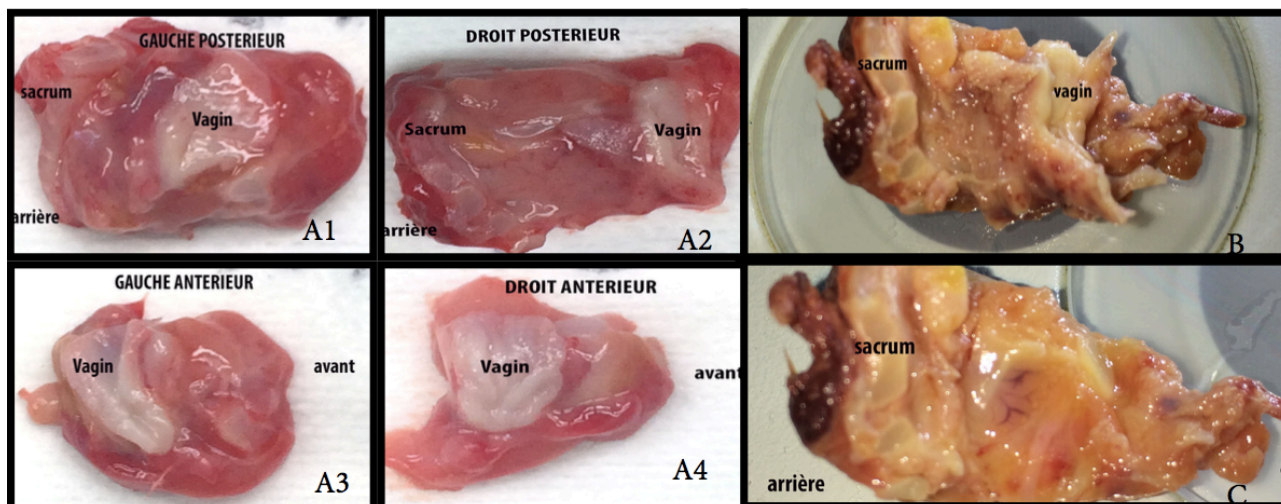 GAUCHE POSTERIEUR
sacrum
Vagin
arrière
A1
DROIT POSTERIEUR
Sacrum
Vagin
arrière
A2
sacrum
vagin
B
GAUCHE ANTERIEUR
Vagin
avant
A3
DROIT ANTERIEUR
Vagin
avant
A4
sacrum
arrière
C